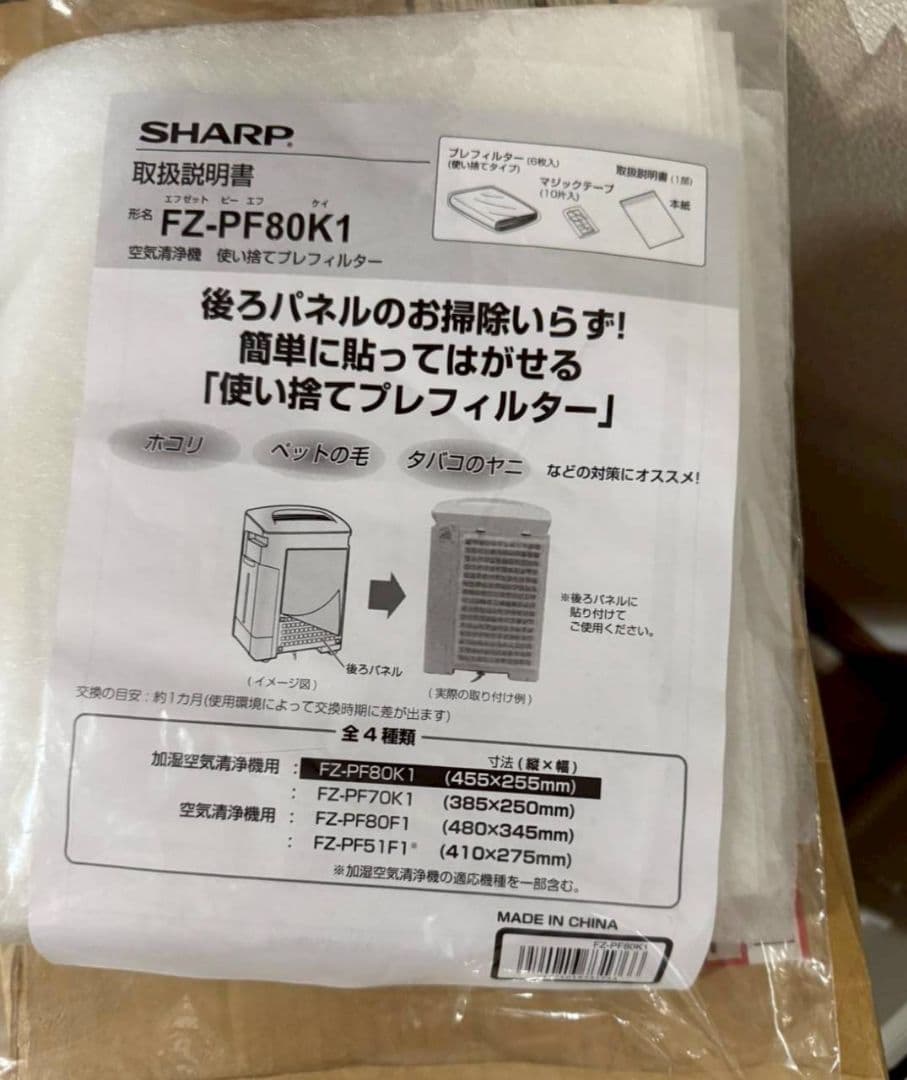 SHARP
取扱説明書
エフゼット ピー エフ ケイ
形名 FZ-PF80K1
空気清浄機 使い捨てプレフィルター
プレフィルター(6枚入)
(使い捨てタイプ)
マジックテープ
(10片入)
取扱説明書(1部)
本紙
後ろパネルのお掃除いらず!
簡単に貼ってはがせる
「使い捨てプレフィルター」
ホコリ ペットの毛 タバコのヤニ などの対策にオススメ!
※後ろパネルに
貼り付けて
ご使用ください。
後ろパネル
(イメージ図)
(実際の取り付け例)
交換の目安:約1カ月(使用環境によって交換時期に差が出ます)
全4種類
寸法(縦×幅)
加湿空気清浄機用 : FZ-PF80K1 (455×255mm)
: FZ-PF70K1 (385×250mm)
空気清浄機用 : FZ-PF80F1 (480×345mm)
: FZ-PF51F1※ (410×275mm)
※加湿空気清浄機の適応機種を一部含む。
MADE IN CHINA
FZ-PF80K1